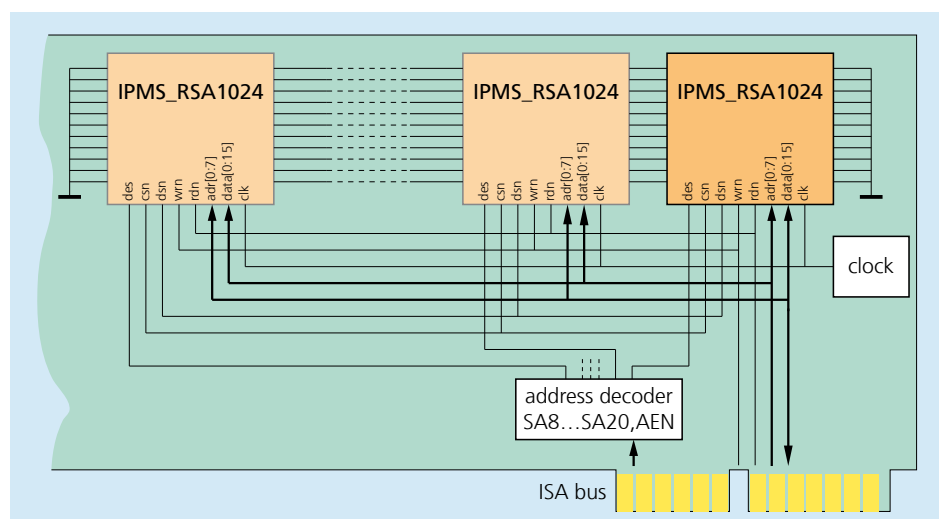 IPMS_RSA1024
IPMS_RSA1024
IPMS_RSA1024
des
csn
dsn
wrn
rdn
adr[0:7]
data[0:15]
clk
des
csn
dsn
wrn
rdn
adr[0:7]
data[0:15]
clk
des
csn
dsn
wrn
rdn
adr[0:7]
data[0:15]
clk
clock
address decoder
SA8...SA20,AEN
ISA bus